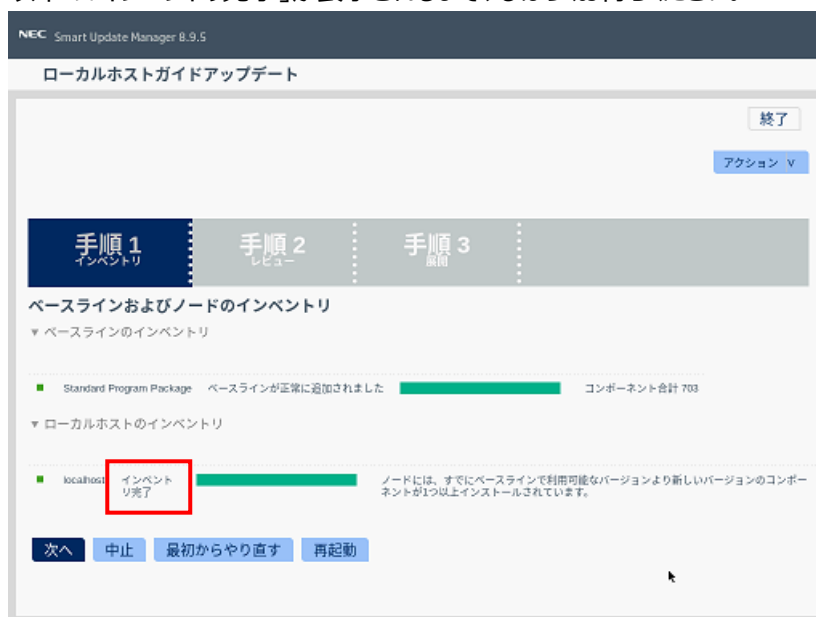 NEC Smart Update Manager 8.9.5
ローカルホストガイドアップデート
終了
アクション ∨
手順 1
インベントリ
手順 2
レビュー
手順 3
展開
ベースラインおよびノードのインベントリ
▼ ベースラインのインベントリ
Standard Program Package ベースラインが正常に追加されました コンポーネント合計 703
▼ ローカルホストのインベントリ
localhost インベント
リ完了
ノードには、すでにベースラインで利用可能なバージョンより新しいバージョンのコンポー
ネントが1つ以上インストールされています。
次へ 中止 最初からやり直す 再起動